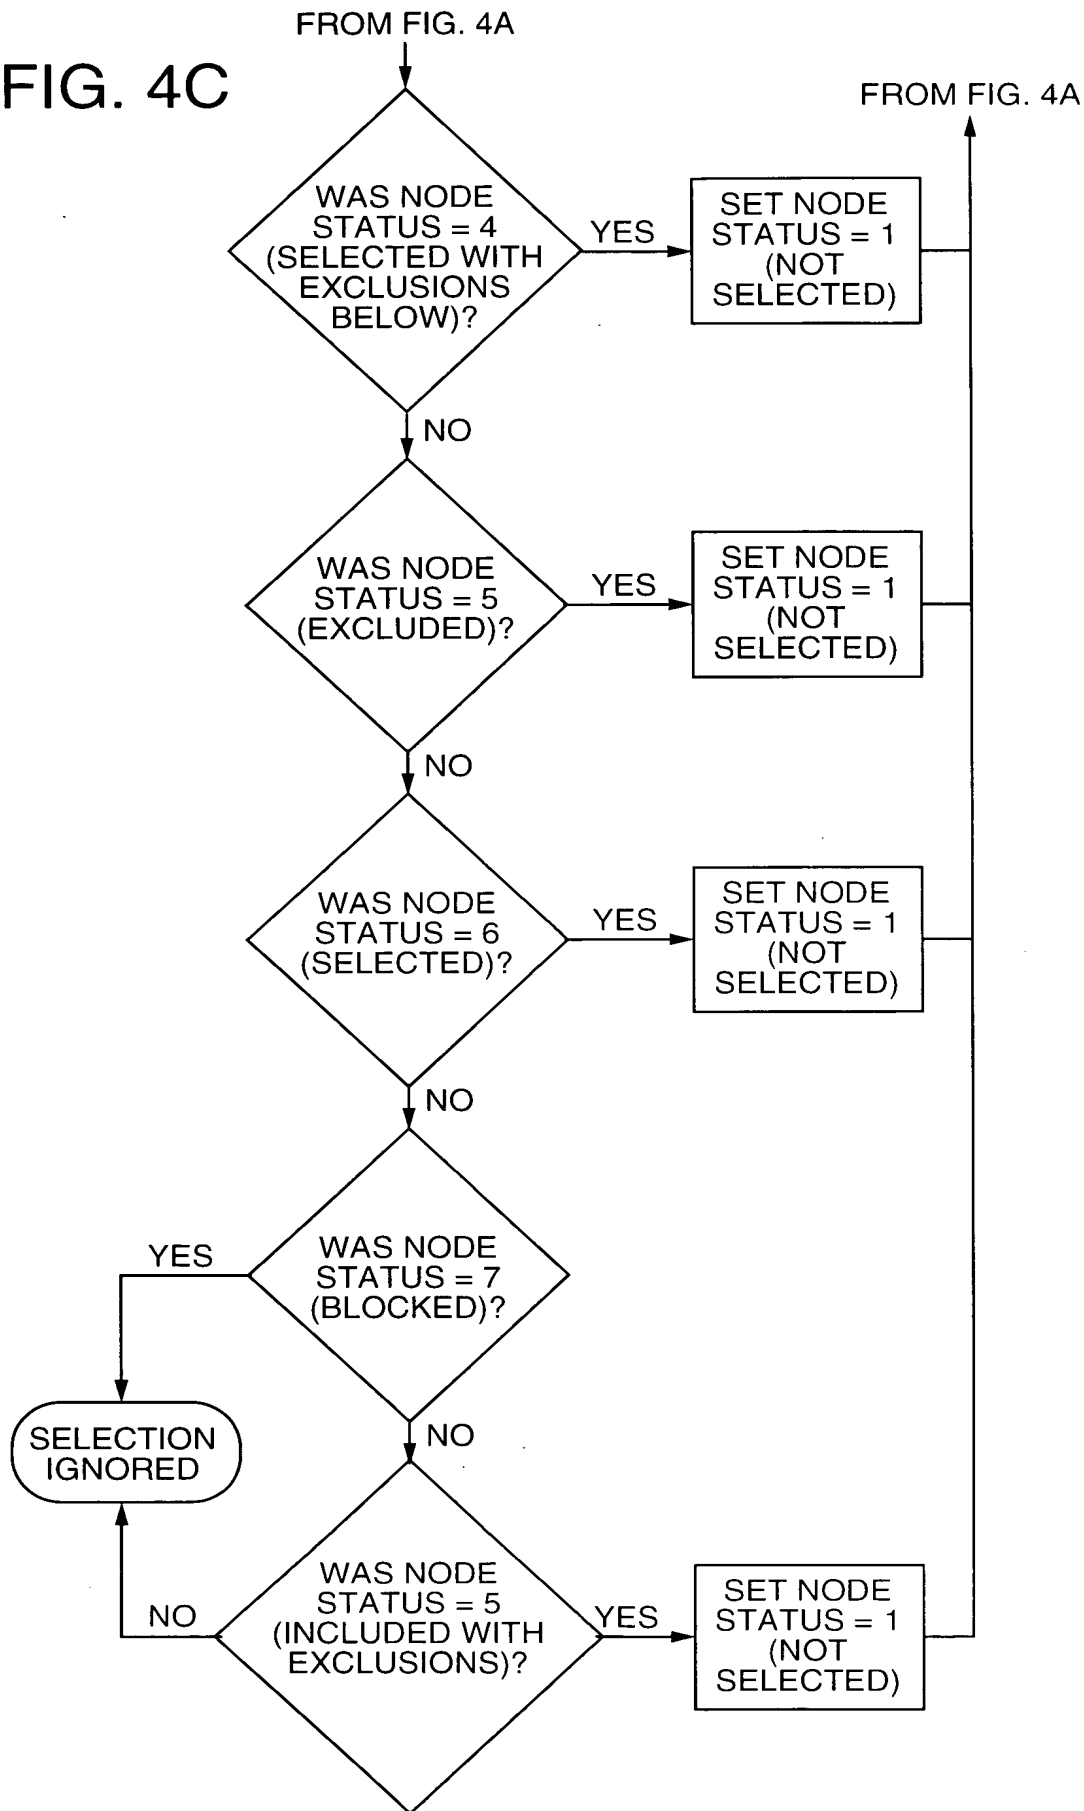 FROM FIG. 4A
FIG. 4C
FROM FIG. 4A
WAS NODE
STATUS = 4
(SELECTED WITH
EXCLUSIONS
BELOW)?
YES
SET NODE
STATUS = 1
(NOT
SELECTED)
NO
WAS NODE
STATUS = 5
(EXCLUDED)?
YES
SET NODE
STATUS = 1
(NOT
SELECTED)
NO
WAS NODE
STATUS = 6
(SELECTED)?
YES
SET NODE
STATUS = 1
(NOT
SELECTED)
NO
WAS NODE
STATUS = 7
(BLOCKED)?
YES
SELECTION
IGNORED
NO
WAS NODE
STATUS = 5
(INCLUDED WITH
EXCLUSIONS)?
NO
YES
SET NODE
STATUS = 1
(NOT
SELECTED)